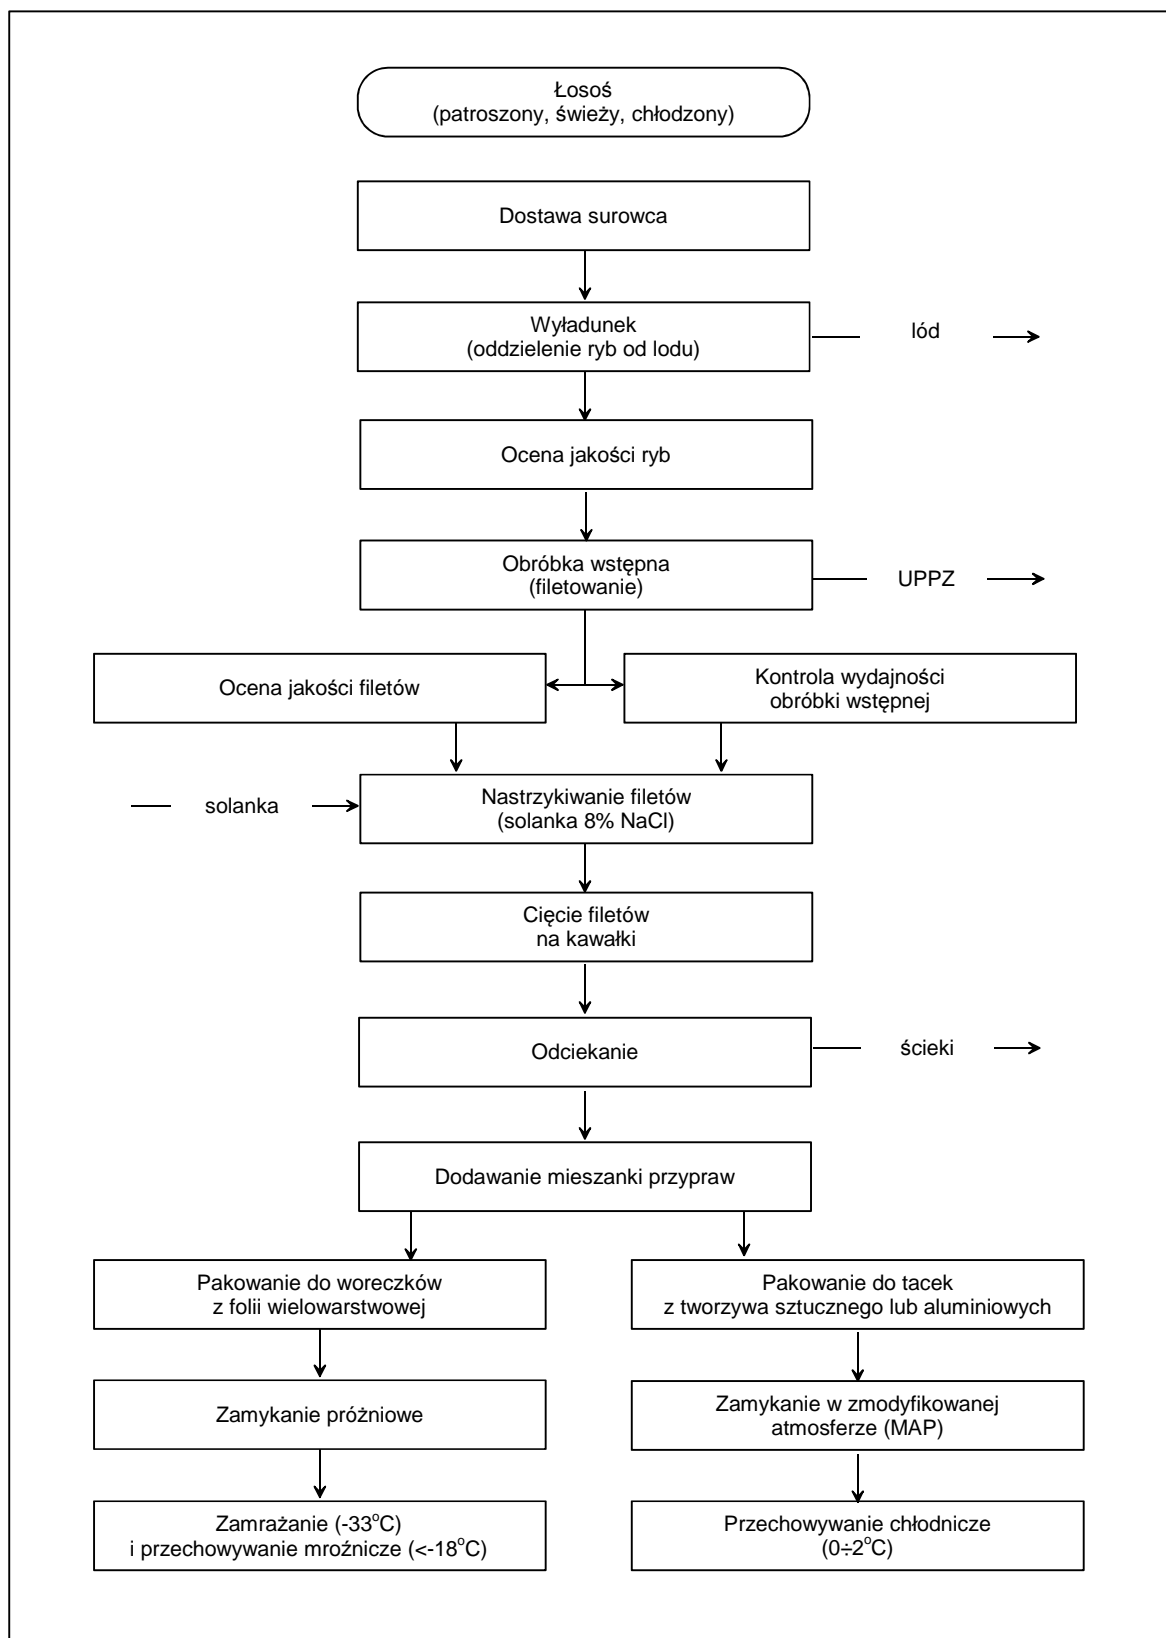 Łosoś
(patroszony, świeży, chłodzony)
Dostawa surowca
Wyładunek
(oddzielenie ryb od lodu)
lód
Ocena jakości ryb
Obróbka wstępna
(filetowanie)
UPPZ
Ocena jakości filetów
Kontrola wydajności
obróbki wstępnej
solanka
Nastrzykiwanie filetów
(solanka 8% NaCl)
Cięcie filetów
na kawałki
Odciekanie
ścieki
Dodawanie mieszanki przypraw
Pakowanie do woreczków
z folii wielowarstwowej
Pakowanie do tacek
z tworzywa sztucznego lub aluminiowych
Zamykanie próżniowe
Zamykanie w zmodyfikowanej
atmosferze (MAP)
Zamrażanie (-33°C)
i przechowywanie mroźnicze (<-18°C)
Przechowywanie chłodnicze
(0÷2°C)